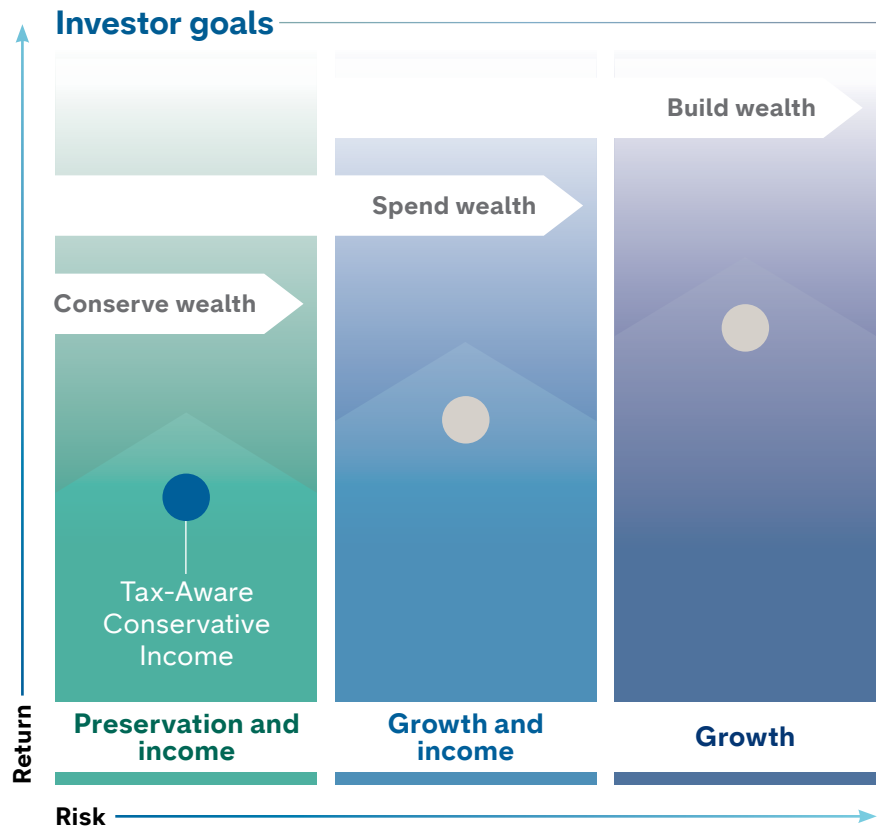 Investor goals
Build wealth
Spend wealth
Conserve wealth
Tax-Aware
Conservative
Income
Return
Preservation and
income
Growth and
income
Growth
Risk